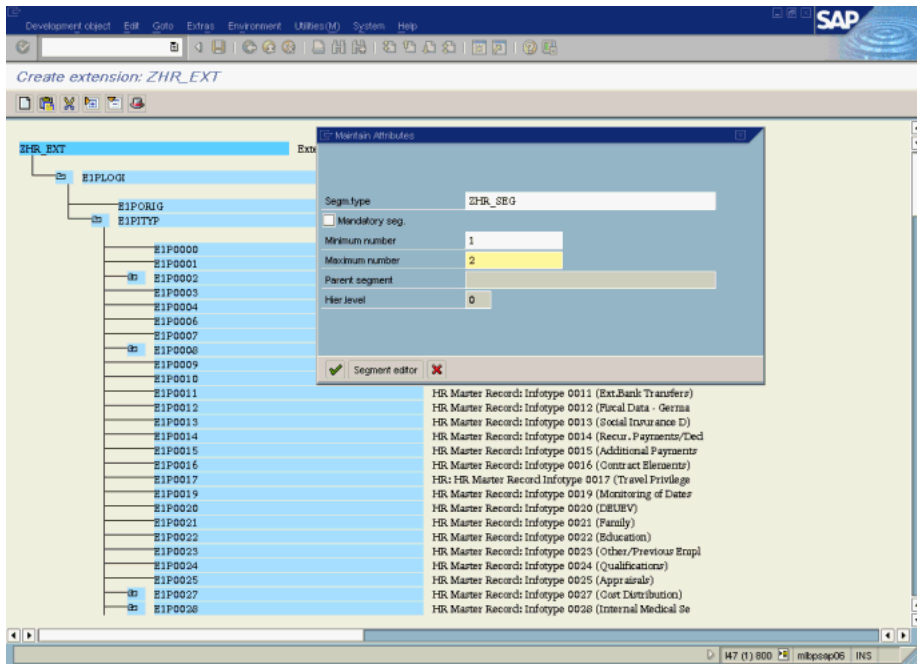 Development object Edit Goto Extras Environment Utilities(M) System Help
SAP
Create extension: ZHR_EXT
Maintain Attributes
ZHR_EXT Exte
E1PLOGI
Segm.type ZHR_SEG
E1PORIG
Mandatory seg.
E1PITYP
Minimum number 1
E1P0000
Maximum number 2
E1P0001
E1P0002
Parent segment
E1P0003
Hier.level 0
E1P0004
E1P0006
E1P0007
E1P0008
E1P0009
Segment editor
E1P0010
E1P0011 HR Master Record: Infotype 0011 (Ext.Bank Transfers)
E1P0012 HR Master Record: Infotype 0012 (Fiscal Data - Germa
E1P0013 HR Master Record: Infotype 0013 (Social Insurance D)
E1P0014 HR Master Record: Infotype 0014 (Recur. Payments/Ded
E1P0015 HR Master Record: Infotype 0015 (Additional Payments
E1P0016 HR Master Record: Infotype 0016 (Contract Elements)
E1P0017 HR: HR Master Record Infotype 0017 (Travel Privilege
E1P0019 HR Master Record: Infotype 0019 (Monitoring of Dates
E1P0020 HR Master Record: Infotype 0020 (DEUEV)
E1P0021 HR Master Record: Infotype 0021 (Family)
E1P0022 HR Master Record: Infotype 0022 (Education)
E1P0023 HR Master Record: Infotype 0023 (Other/Previous Empl
E1P0024 HR Master Record: Infotype 0024 (Qualifications)
E1P0025 HR Master Record: Infotype 0025 (Appraisals)
E1P0027 HR Master Record: Infotype 0027 (Cost Distribution)
E1P0028 HR Master Record: Infotype 0028 (Internal Medical Se
I47 (1) 800 mlbpsap06 INS